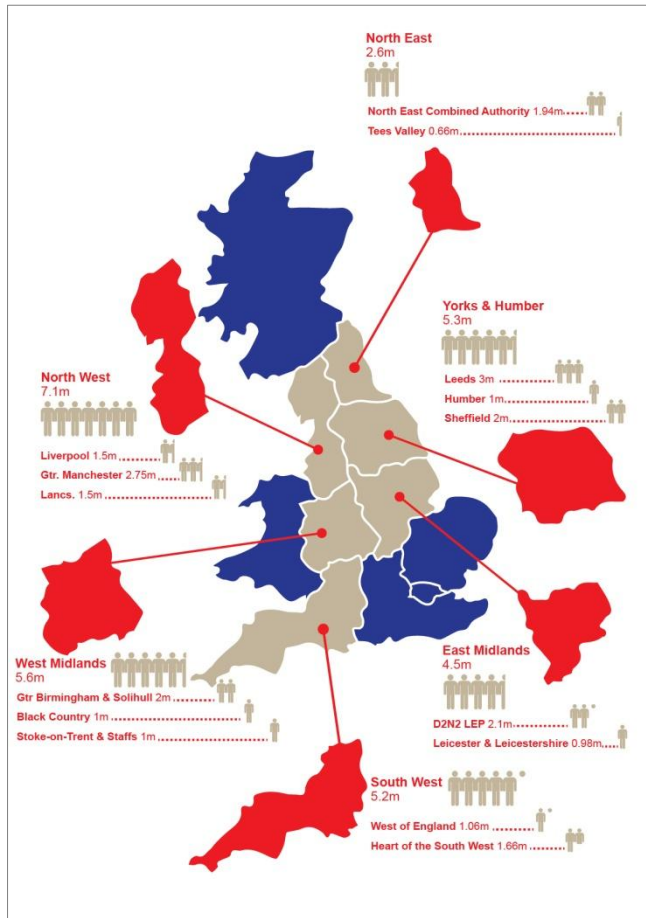 North East
2.6m
North East Combined Authority 1.94m
Tees Valley 0.66m
Yorks & Humber
5.3m
Leeds 3m
Humber 1m
Sheffield 2m
North West
7.1m
Liverpool 1.5m
Gtr. Manchester 2.75m
Lancs. 1.5m
West Midlands
5.6m
Gtr Birmingham & Solihull 2m
Black Country 1m
Stoke-on-Trent & Staffs 1m
East Midlands
4.5m
D2N2 LEP 2.1m
Leicester & Leicestershire 0.98m
South West
5.2m
West of England 1.06m
Heart of the South West 1.66m